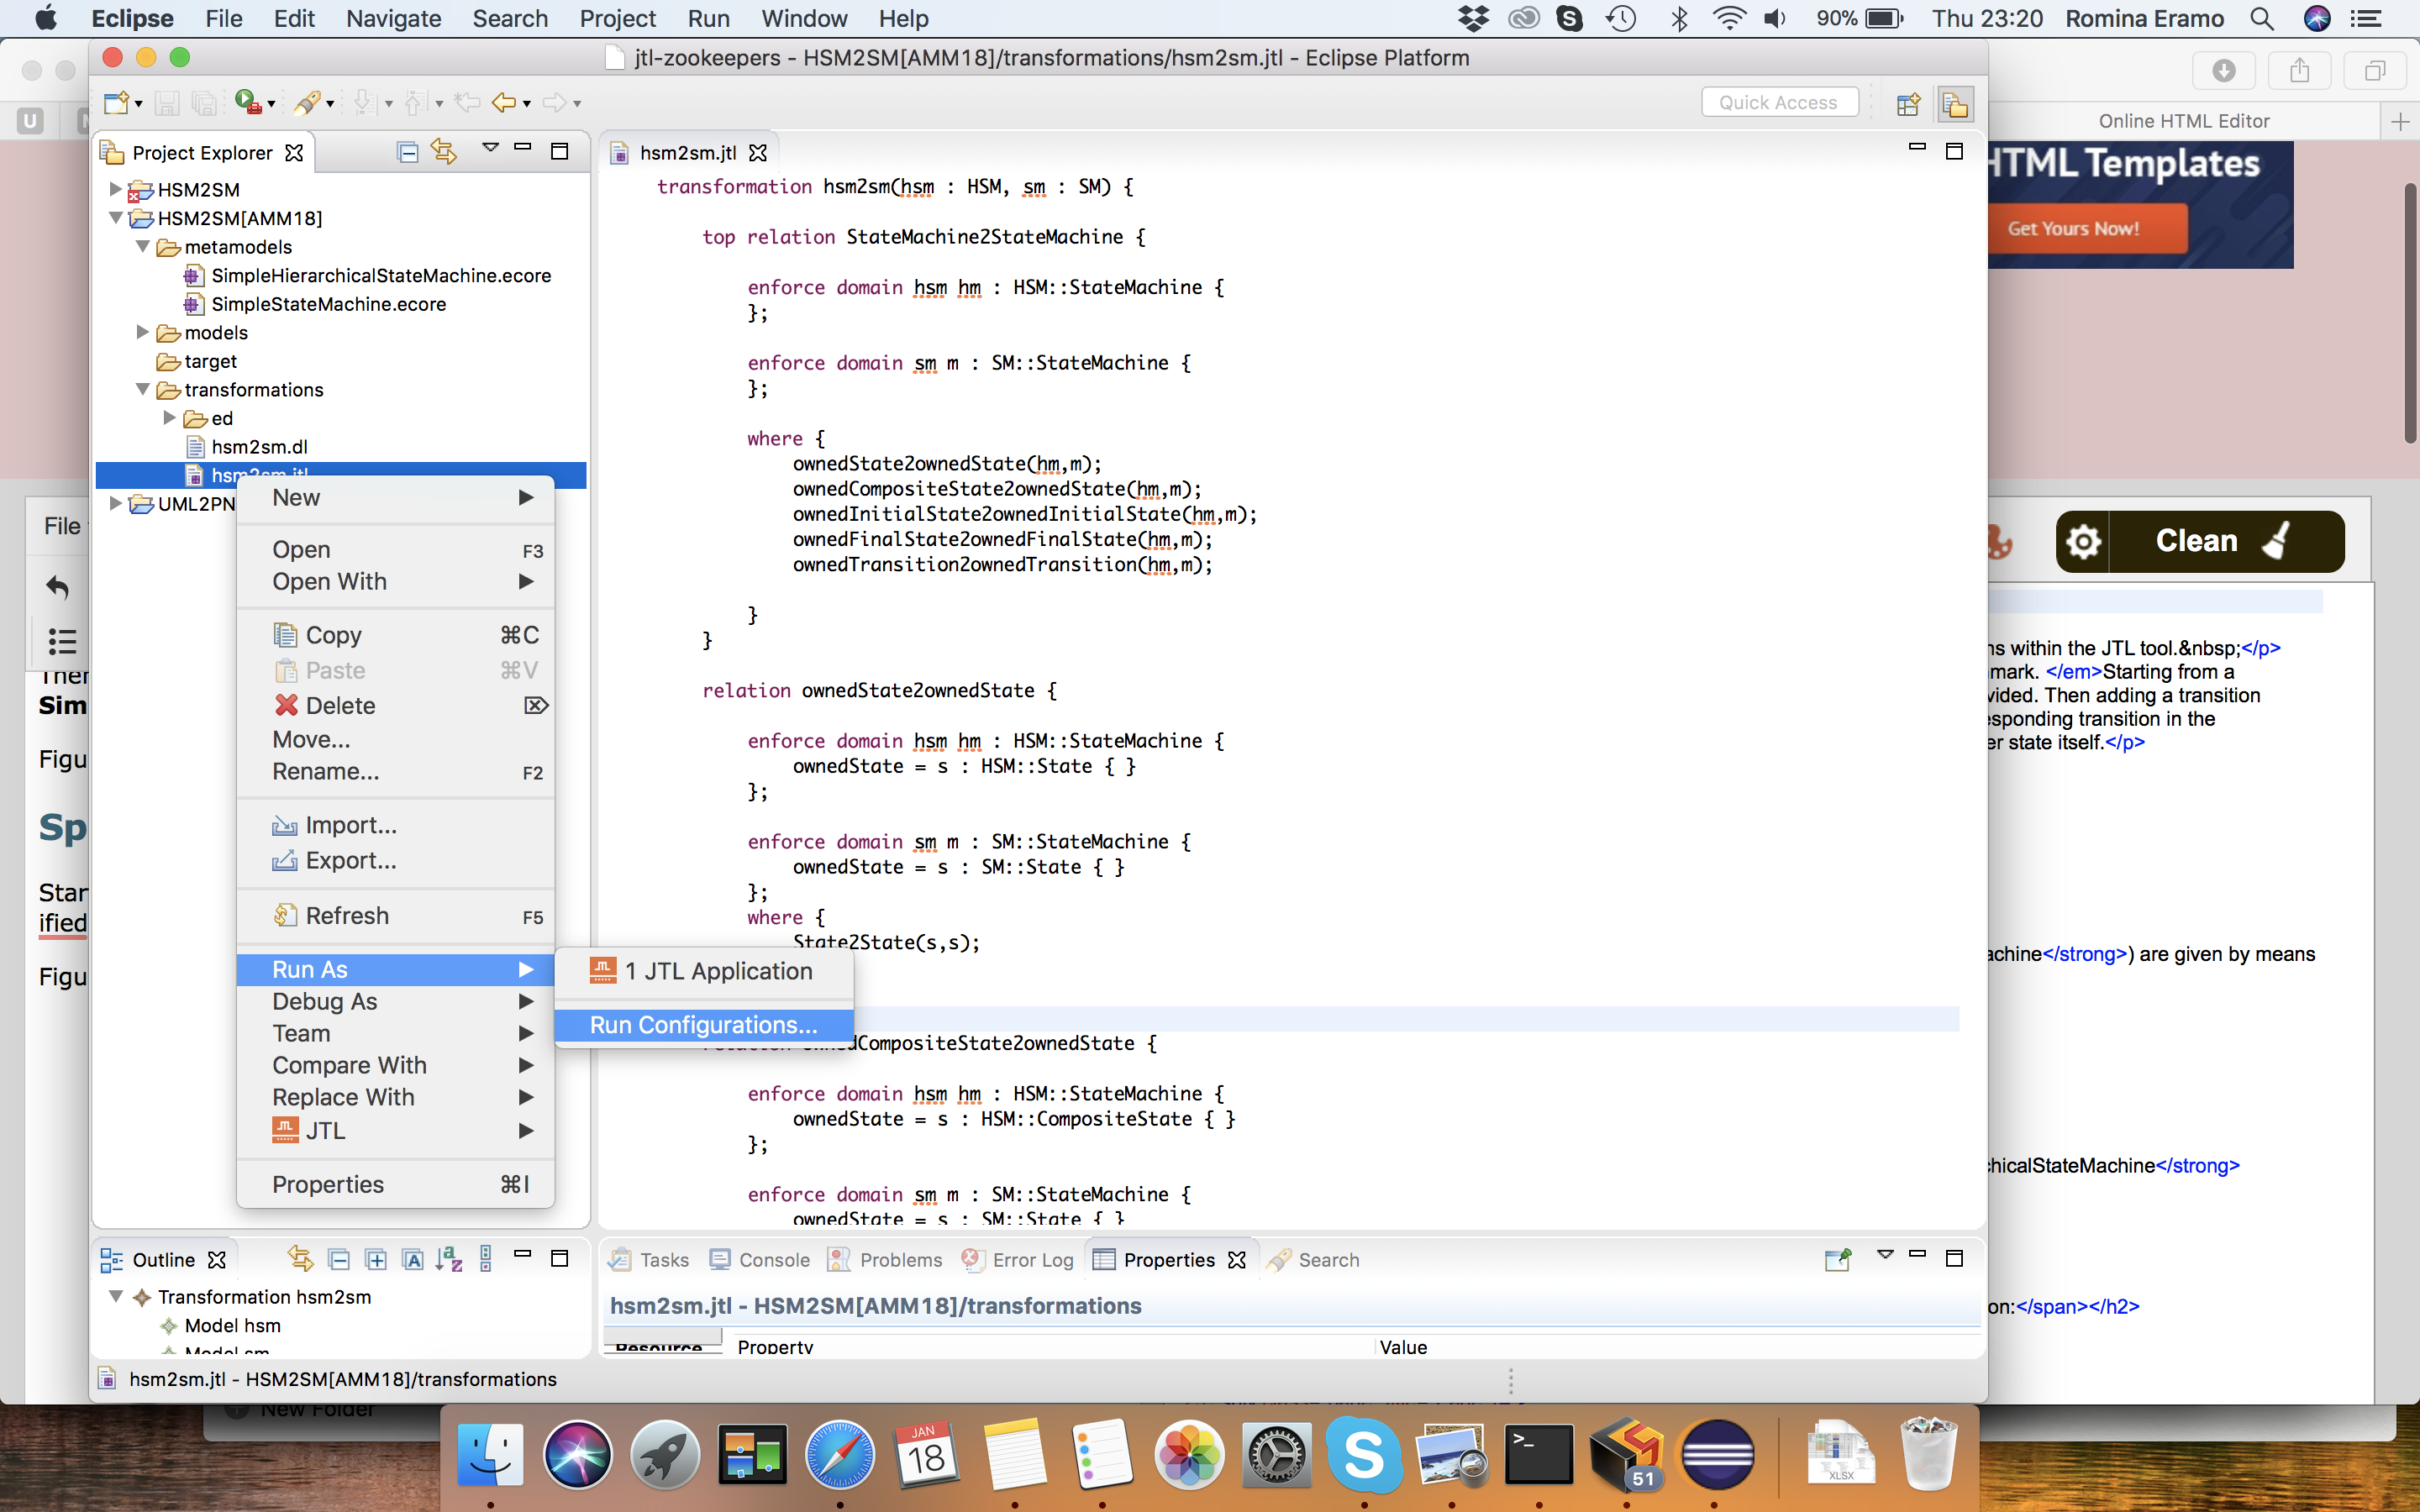 Eclipse File Edit Navigate Search Project Run Window Help 90% Thu 23:20 Romina Eramo
jtl-zookeepers - HSM2SM[AMM18]/transformations/hsm2sm.jtl - Eclipse Platform
Quick Access
U
Online HTML Editor
HTML Templates
Get Yours Now!
Project Explorer
HSM2SM
HSM2SM[AMM18]
metamodels
SimpleHierarchicalStateMachine.ecore
SimpleStateMachine.ecore
models
target
transformations
ed
hsm2sm.dl
hsm2sm.jtl
UML2PN
New
Open F3
Open With
Copy ⌘C
Paste ⌘V
Delete ⌦
Move...
Rename... F2
Import...
Export...
Refresh F5
Run As
Debug As
Team
Compare With
Replace With
JTL
Properties ⌘I
1 JTL Application
Run Configurations...
hsm2sm.jtl
transformation hsm2sm(hsm : HSM, sm : SM) {
top relation StateMachine2StateMachine {
enforce domain hsm hm : HSM::StateMachine {
};
enforce domain sm m : SM::StateMachine {
};
where {
ownedState2ownedState(hm,m);
ownedCompositeState2ownedState(hm,m);
ownedInitialState2ownedInitialState(hm,m);
ownedFinalState2ownedFinalState(hm,m);
ownedTransition2ownedTransition(hm,m);
}
}
relation ownedState2ownedState {
enforce domain hsm hm : HSM::StateMachine {
ownedState = s : HSM::State { }
};
enforce domain sm m : SM::StateMachine {
ownedState = s : SM::State { }
};
where {
State2State(s,s);
relation ownedCompositeState2ownedState {
enforce domain hsm hm : HSM::StateMachine {
ownedState = s : HSM::CompositeState { }
};
enforce domain sm m : SM::StateMachine {
ownedState = s : SM::State { }
Outline
Transformation hsm2sm
Model hsm
Model sm
Tasks Console Problems Error Log Properties Search
hsm2sm.jtl - HSM2SM[AMM18]/transformations
Resource Property Value
hsm2sm.jtl - HSM2SM[AMM18]/transformations
File
Sim
Figu
Sp
Star
ified
Figu
Clean
ns within the JTL tool.&nbsp;</p>
mark. </em>Starting from a
vided. Then adding a transition
esponding transition in the
er state itself.</p>
achine</strong>) are given by means
chicalStateMachine</strong>
on:</span></h2>
New Folder
JAN
18
S
>_
51
XLSX